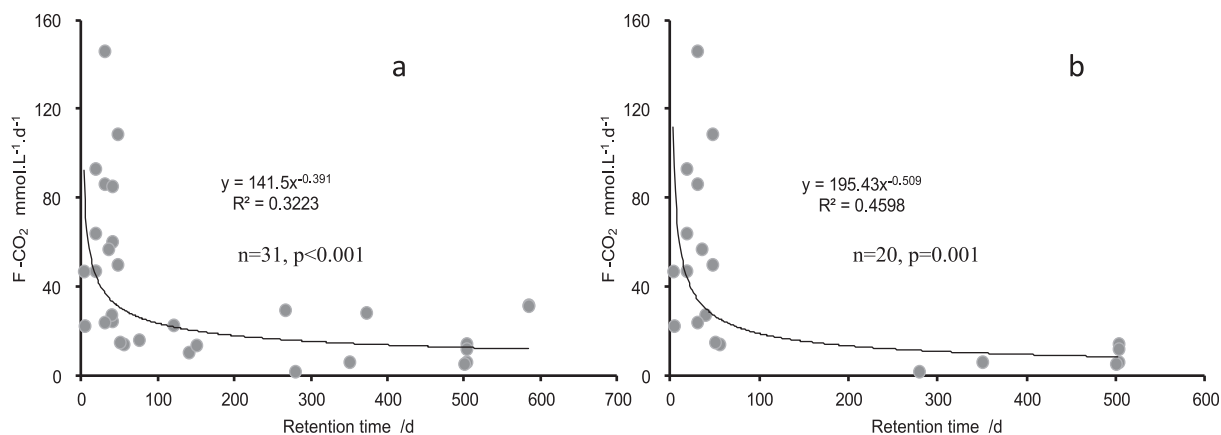 a
160
120
80
40
0
F -CO₂ mmol.L⁻¹.d⁻¹
y = 141.5x⁻⁰·³⁹¹
R² = 0.3223
n=31, p<0.001
0 100 200 300 400 500 600 700
Retention time /d
b
160
120
80
40
0
F -CO₂ mmol.L⁻¹.d⁻¹
y = 195.43x⁻⁰·⁵⁰⁹
R² = 0.4598
n=20, p=0.001
0 100 200 300 400 500 600
Retention time /d